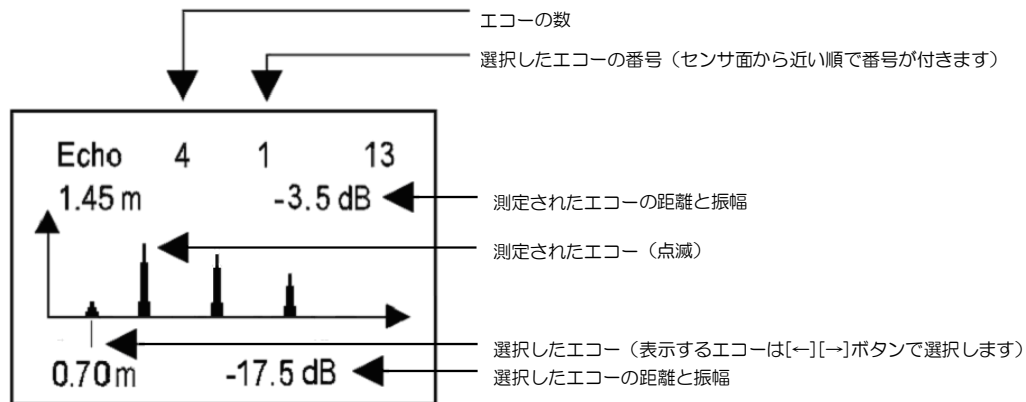 エコーの数
選択したエコーの番号（センサ面から近い順で番号が付きます）
Echo 4 1 13
1.45 m -3.5 dB
測定されたエコーの距離と振幅
測定されたエコー（点滅）
選択したエコー（表示するエコーは[←][→]ボタンで選択します）
0.70 m -17.5 dB
選択したエコーの距離と振幅